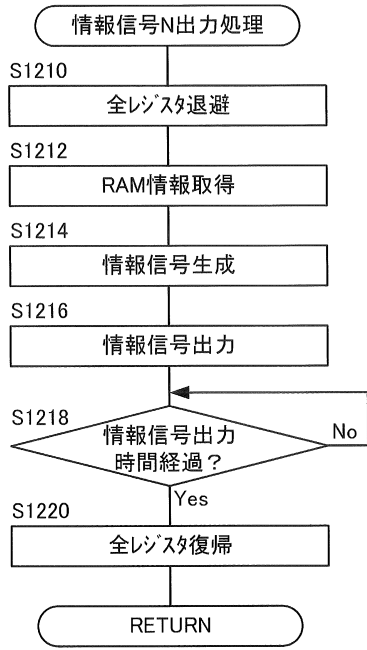 情報信号N出力処理
S1210
全ﾚｼﾞｽﾀ退避
S1212
RAM情報取得
S1214
情報信号生成
S1216
情報信号出力
S1218
情報信号出力
時間経過？
No
Yes
S1220
全ﾚｼﾞｽﾀ復帰
RETURN